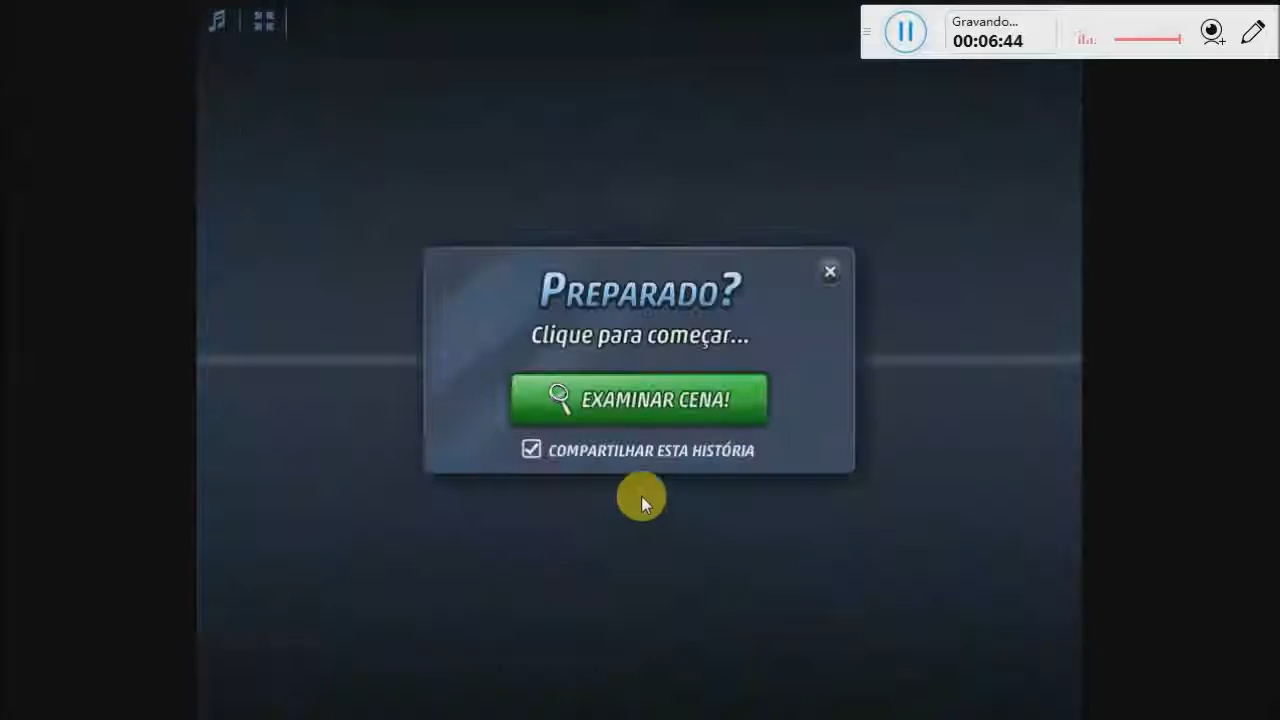 Gravando...
00:06:44
PREPARADO?
Clique para começar...
EXAMINAR CENA!
COMPARTILHAR ESTA HISTÓRIA